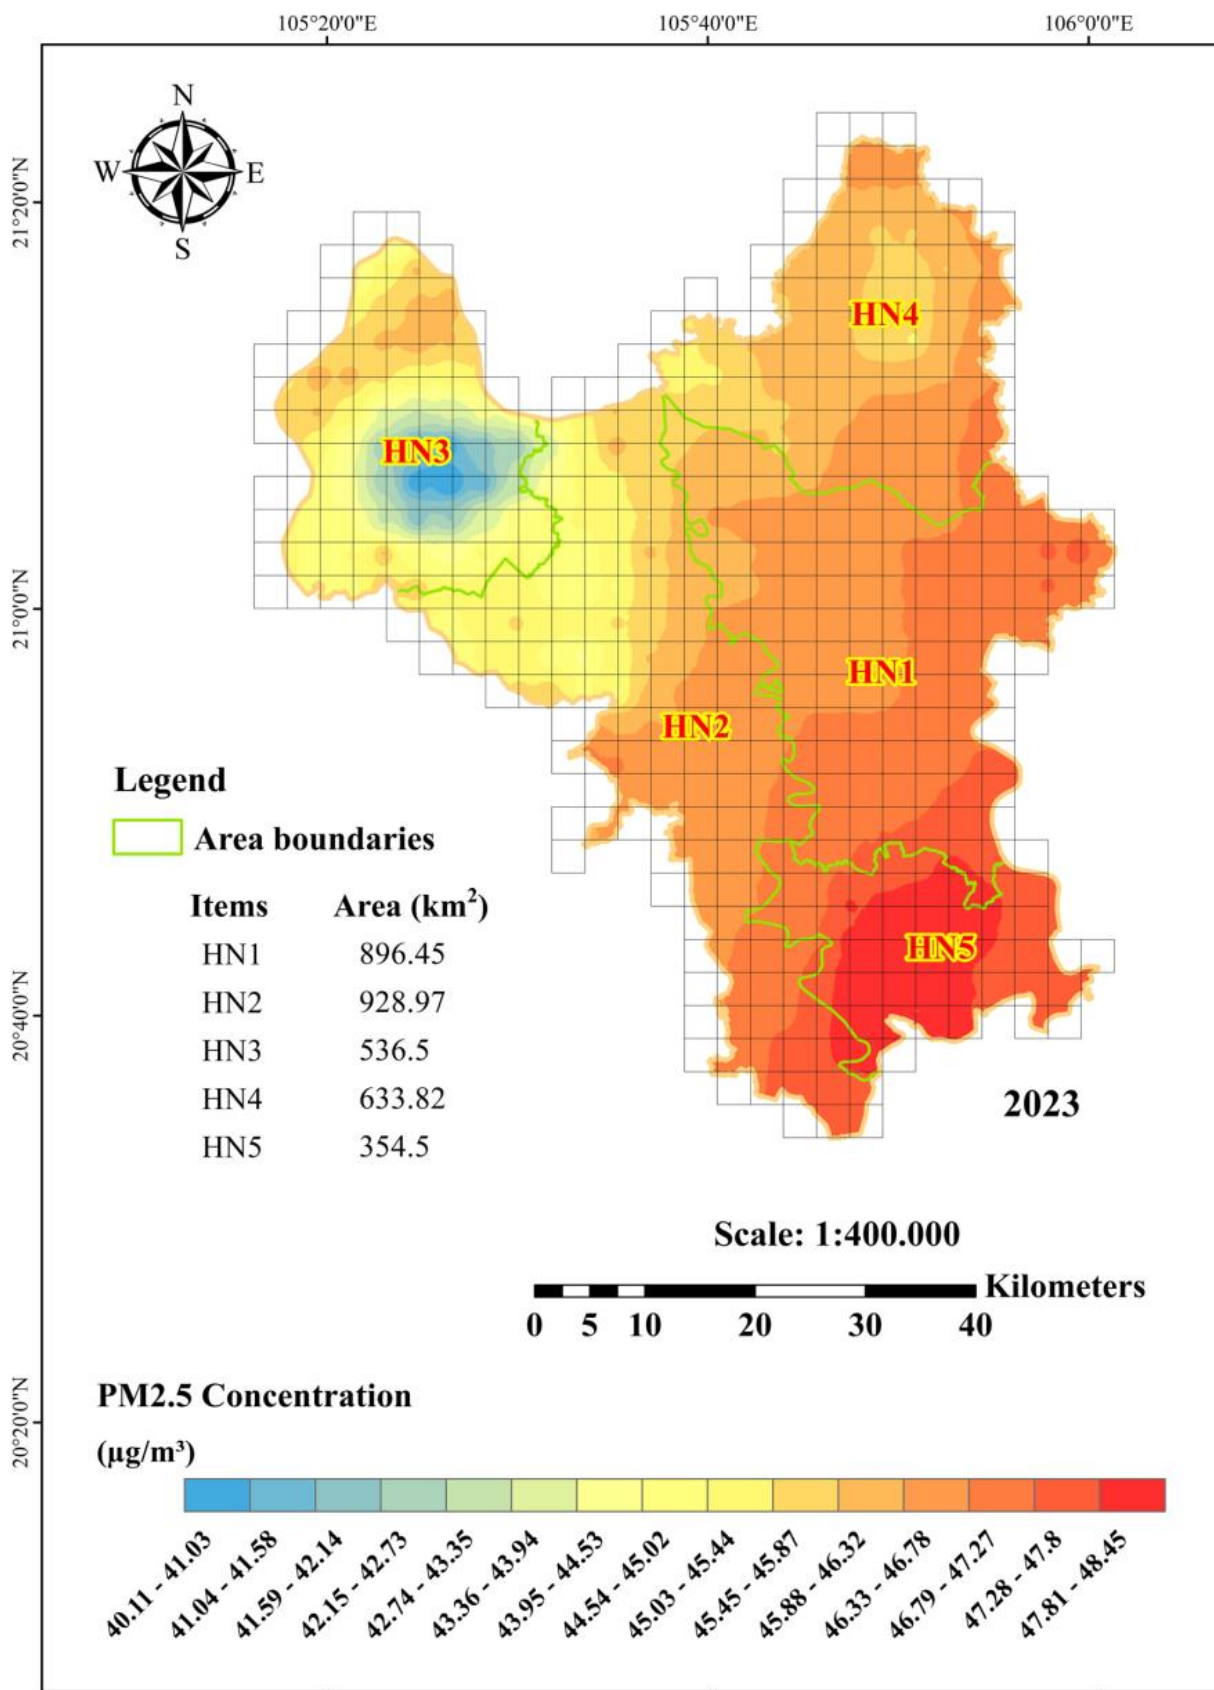 105°20'0"E 105°40'0"E 106°0'0"E
N
W E
S
21°20'0"N
HN4
HN3
21°0'0"N
HN1
HN2
Legend
Area boundaries
Items Area (km²)
HN1 896.45
HN2 928.97
HN3 536.5
HN4 633.82
HN5 354.5
HN5
20°40'0"N
2023
Scale: 1:400.000
Kilometers
0 5 10 20 30 40
20°20'0"N
PM2.5 Concentration
(µg/m³)
40.11 - 41.03
41.04 - 41.58
41.59 - 42.14
42.15 - 42.73
42.74 - 43.35
43.36 - 43.94
43.95 - 44.53
44.54 - 45.02
45.03 - 45.44
45.45 - 45.87
45.88 - 46.32
46.33 - 46.78
46.79 - 47.27
47.28 - 47.8
47.81 - 48.45